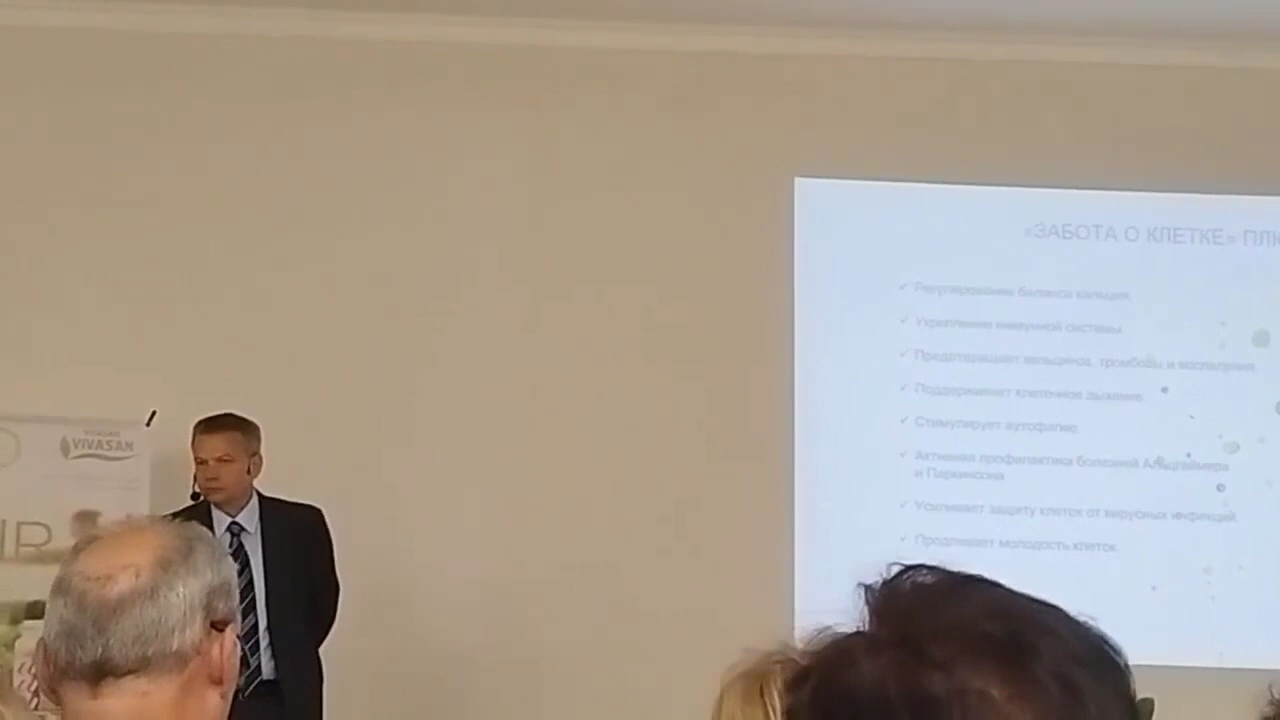 VIVASAN
«ЗАБОТА О КЛЕТКЕ» ПЛЮ
Регулирование баланса кальция.
Укрепление иммунной системы.
Предотвращает кальциноз, тромбозы и воспаления.
Поддерживает клеточное дыхание.
Стимулирует аутофагию.
Активная профилактика болезней Альцгеймера
и Паркинсона.
Усиливает защиту клеток от вирусных инфекций.
Продлевает молодость клеток.